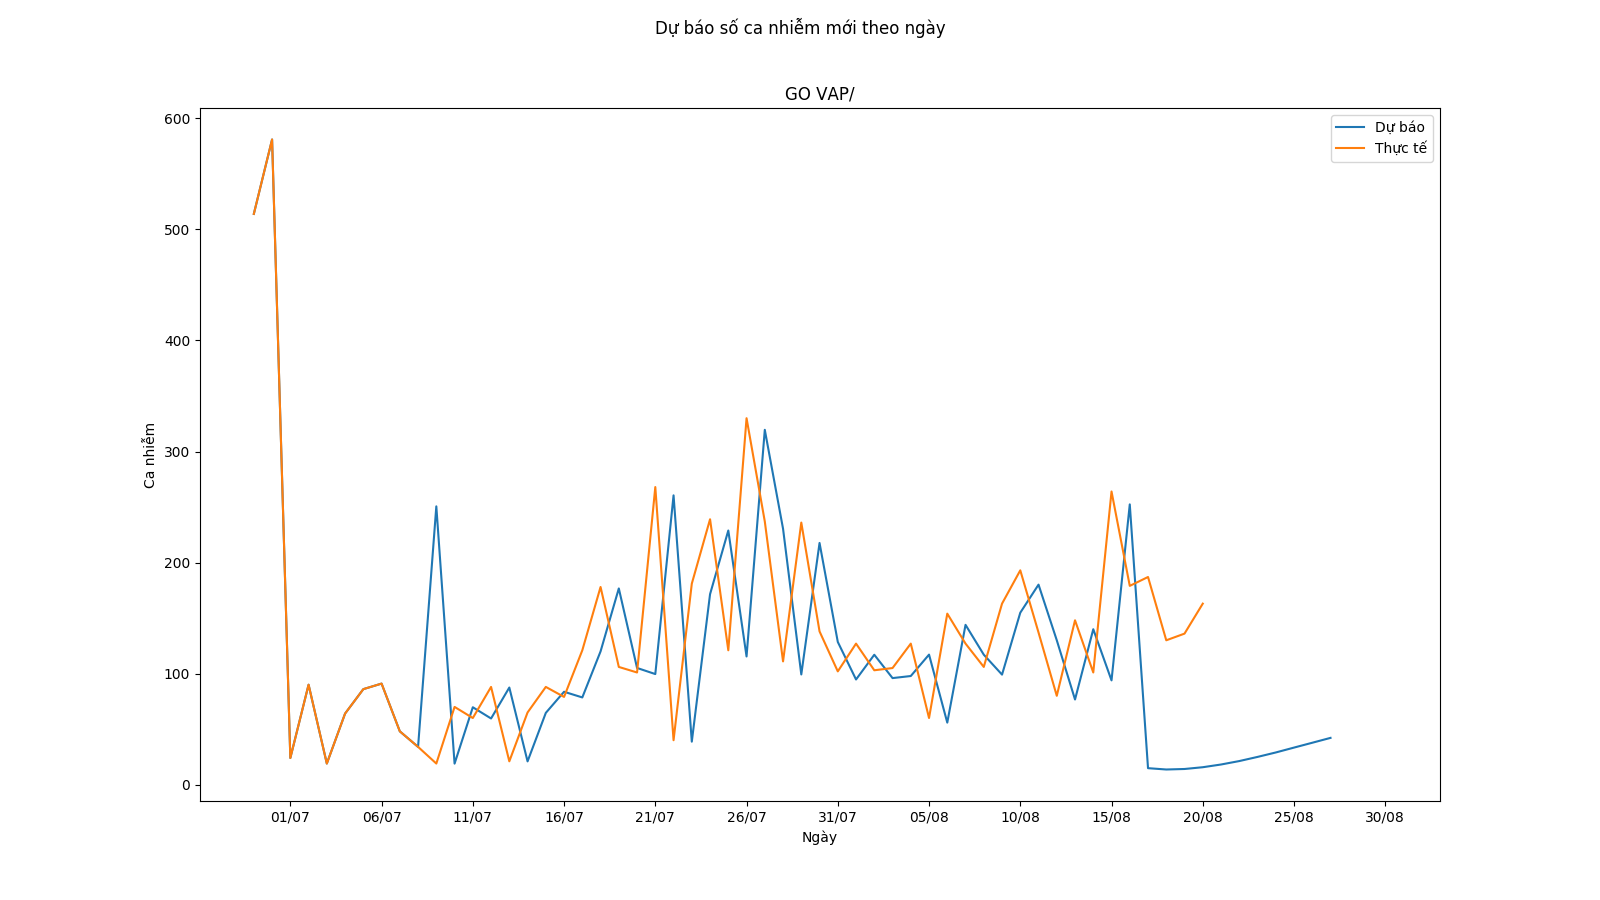 Dự báo số ca nhiễm mới theo ngày
GO VAP/
Dự báo
Thực tế
600
500
400
300
200
100
0
Ca nhiễm
01/07 06/07 11/07 16/07 21/07 26/07 31/07 05/08 10/08 15/08 20/08 25/08 30/08
Ngày